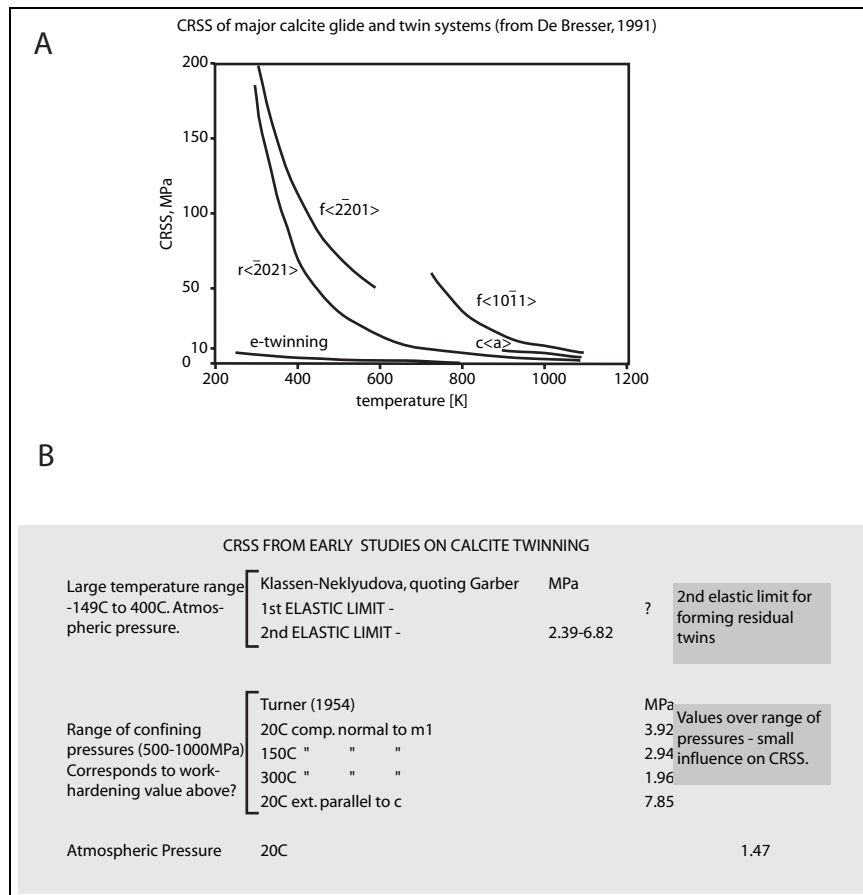 CRSS of major calcite glide and twin systems (from De Bresser, 1991)
A
200
150
100
50
10
0
CRSS, MPa
f<2̄201>
r<2̄021>
e-twinning
f<101̄1>
c<a>
200 400 600 800 1000 1200
temperature [K]
B
CRSS FROM EARLY STUDIES ON CALCITE TWINNING
Large temperature range
-149C to 400C. Atmos-
pheric pressure.
Klassen-Neklyudova, quoting Garber MPa
1st ELASTIC LIMIT - ?
2nd ELASTIC LIMIT - 2.39-6.82
2nd elastic limit for
forming residual
twins
Range of confining
pressures (500-1000MPa)
Corresponds to work-
hardening value above?
Turner (1954) MPa
20C comp. normal to m1 3.92
150C " " " 2.94
300C " " " 1.96
20C ext. parallel to c 7.85
Values over range of
pressures - small
influence on CRSS.
Atmospheric Pressure 20C 1.47